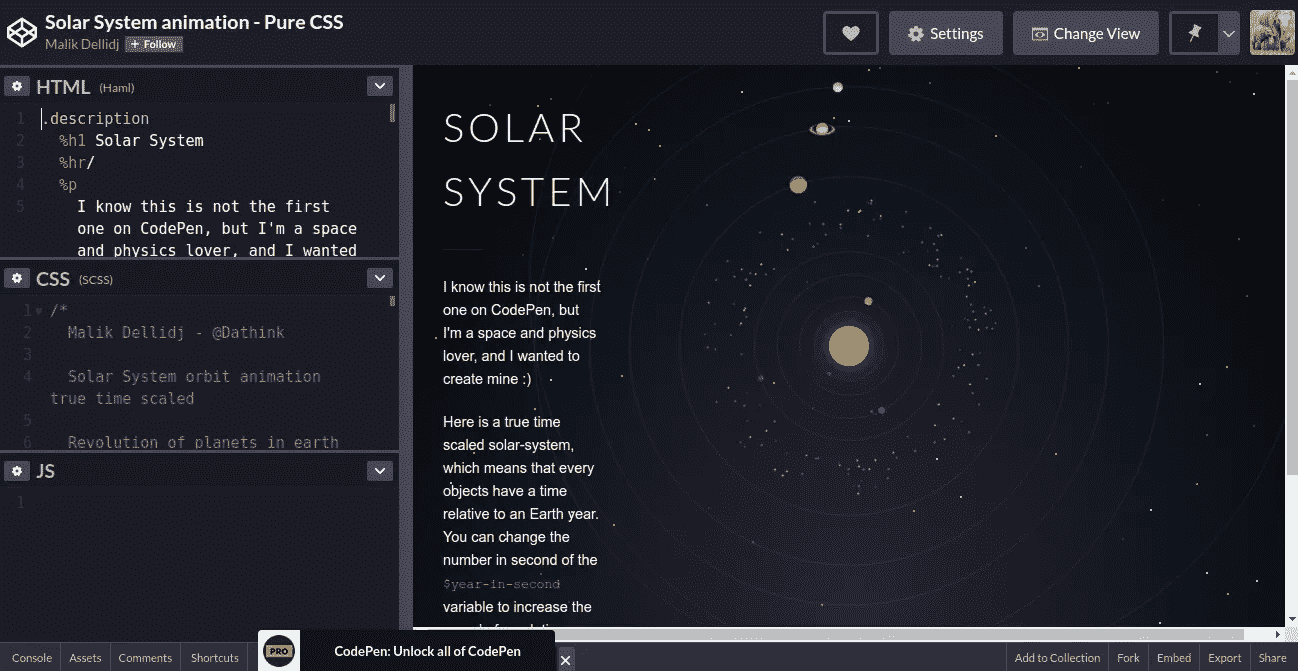 Solar System animation - Pure CSS
Malik Dellidj + Follow
Settings
Change View
HTML (Haml)
1 .description
2 %h1 Solar System
3 %hr/
4 %p
5 I know this is not the first
one on CodePen, but I'm a space
and physics lover, and I wanted
CSS (SCSS)
1 /*
2 Malik Dellidj - @Dathink
3
4 Solar System orbit animation
true time scaled
5
6 Revolution of planets in earth
JS
1
SOLAR
SYSTEM
I know this is not the first
one on CodePen, but
I'm a space and physics
lover, and I wanted to
create mine :)
Here is a true time
scaled solar-system,
which means that every
objects have a time
relative to an Earth year.
You can change the
number in second of the
$year-in-second
variable to increase the
Console Assets Comments Shortcuts
PRO CodePen: Unlock all of CodePen
Add to Collection Fork Embed Export Share